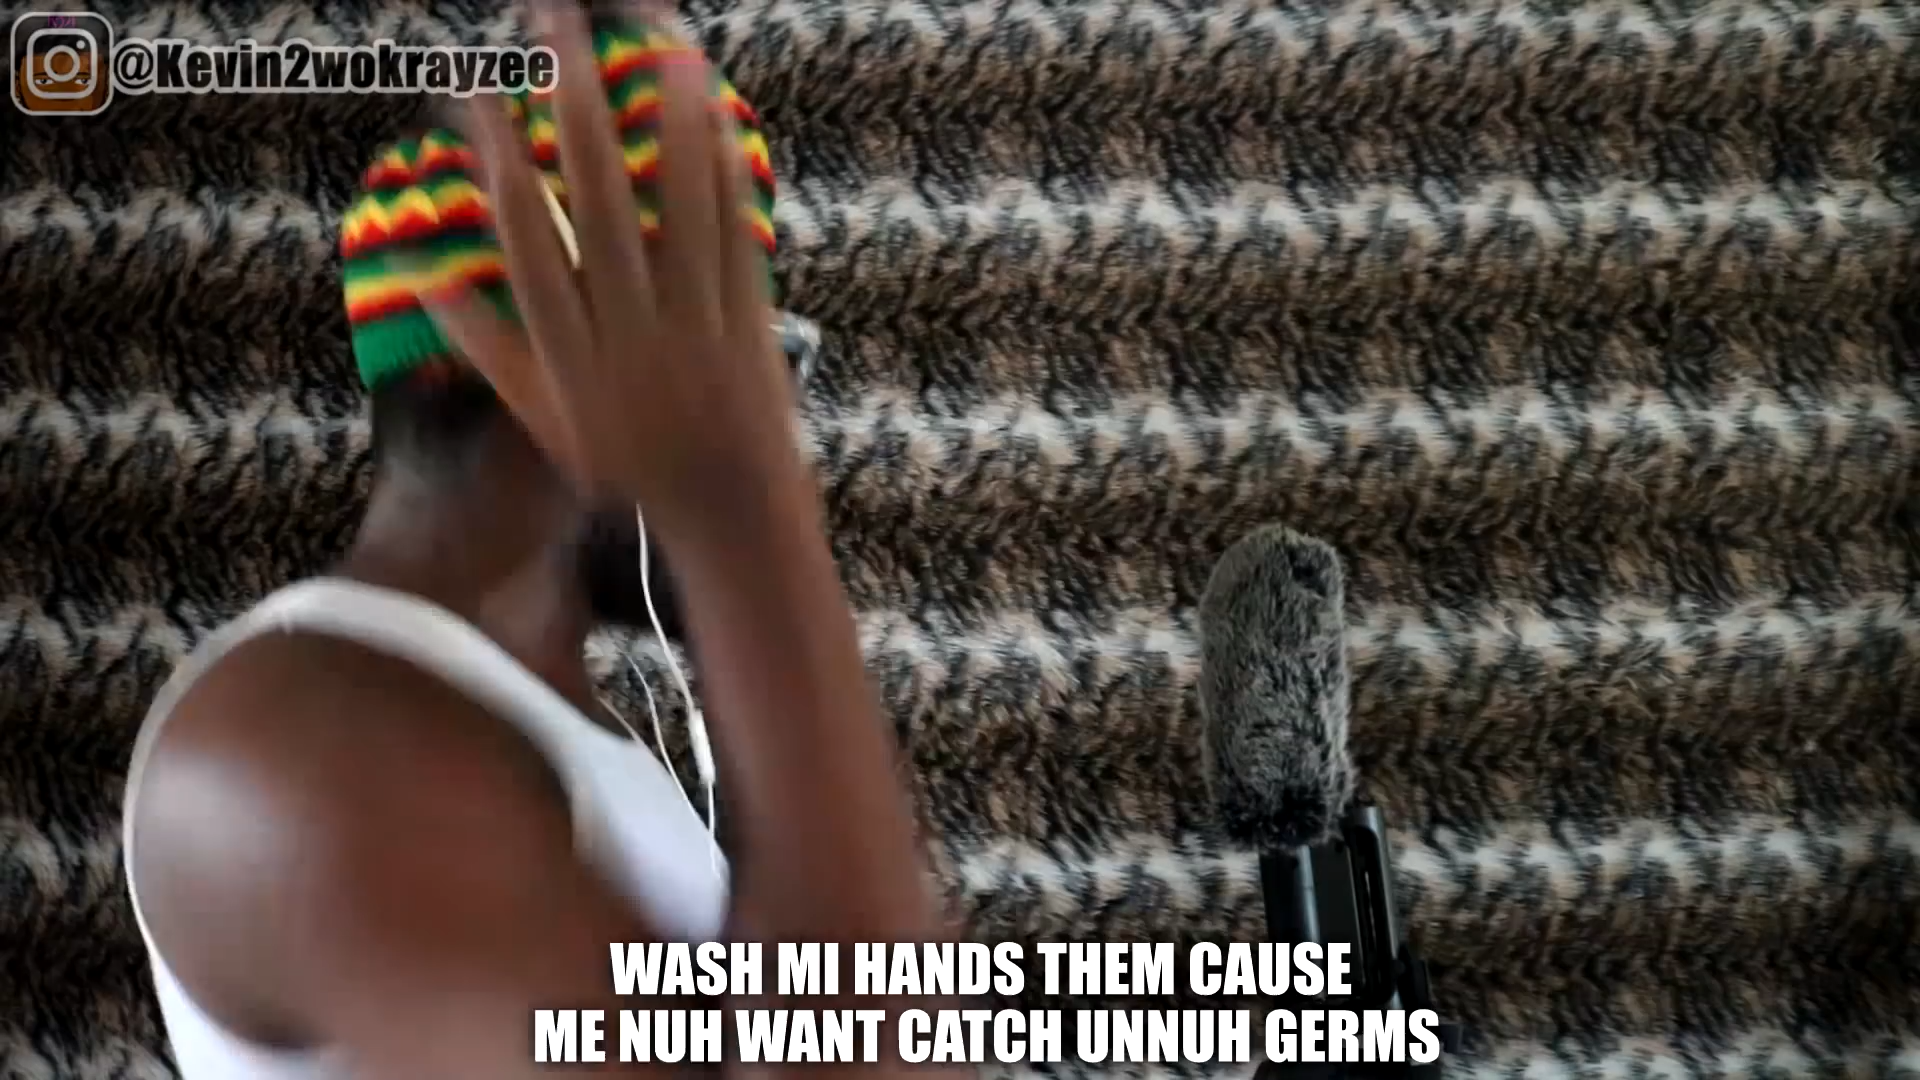 @Kevin2wokrayzee
WASH MI HANDS THEM CAUSE
ME NUH WANT CATCH UNNUH GERMS